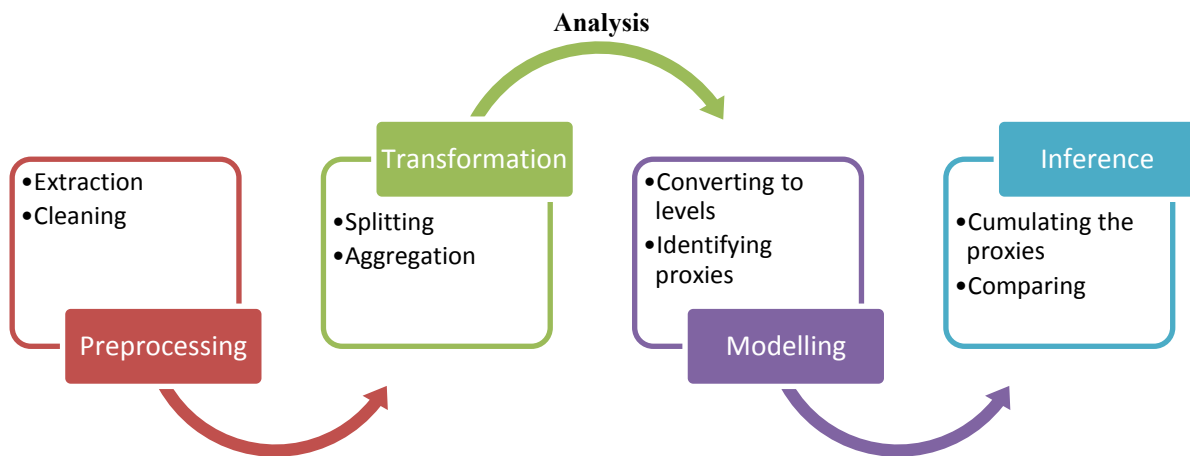 Analysis
•Extraction
•Cleaning
Preprocessing
Transformation
•Splitting
•Aggregation
•Converting to
levels
•Identifying
proxies
Modelling
Inference
•Cumulating the
proxies
•Comparing